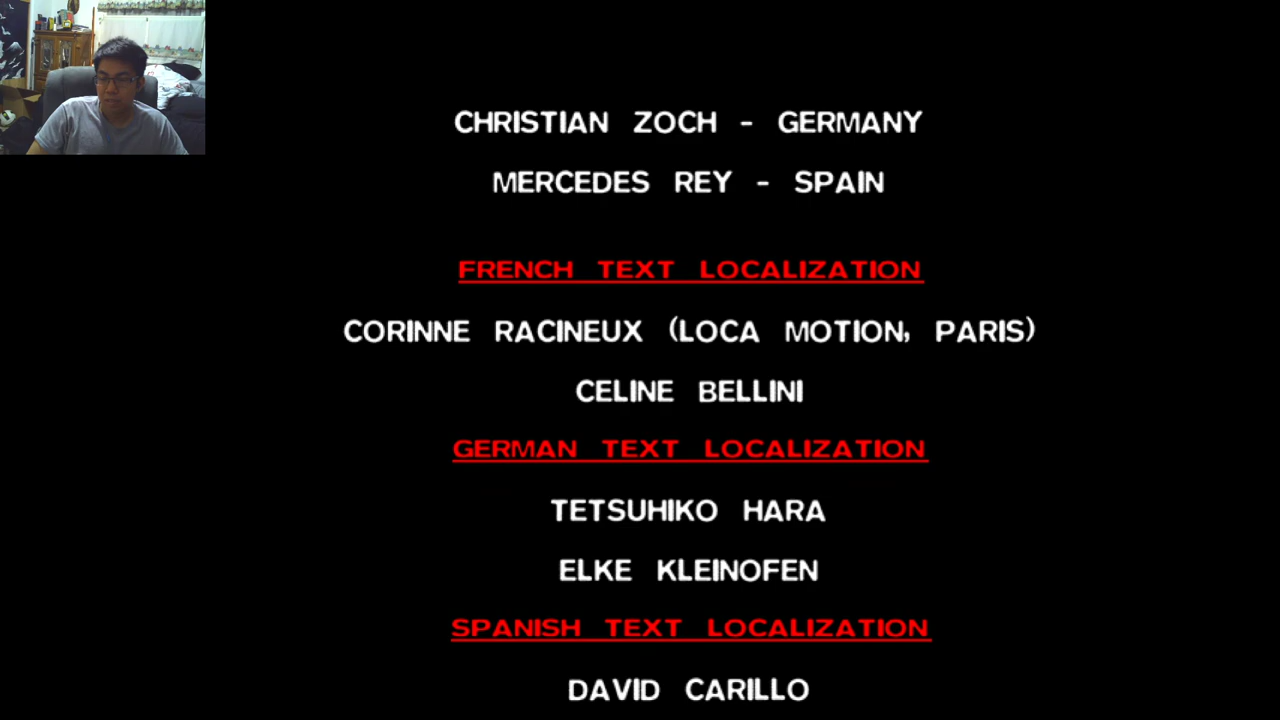 CHRISTIAN ZOCH - GERMANY
MERCEDES REY - SPAIN
FRENCH TEXT LOCALIZATION
CORINNE RACINEUX (LOCA MOTION, PARIS)
CELINE BELLINI
GERMAN TEXT LOCALIZATION
TETSUHIKO HARA
ELKE KLEINOFEN
SPANISH TEXT LOCALIZATION
DAVID CARILLO